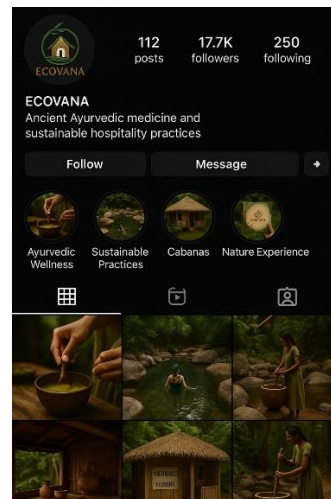 112 17.7K 250
posts followers following
ECOVANA
ECOVANA
Ancient Ayurvedic medicine and
sustainable hospitality practices
Follow Message
Ayurvedic Sustainable Cabanas Nature Experience
Wellness Practices